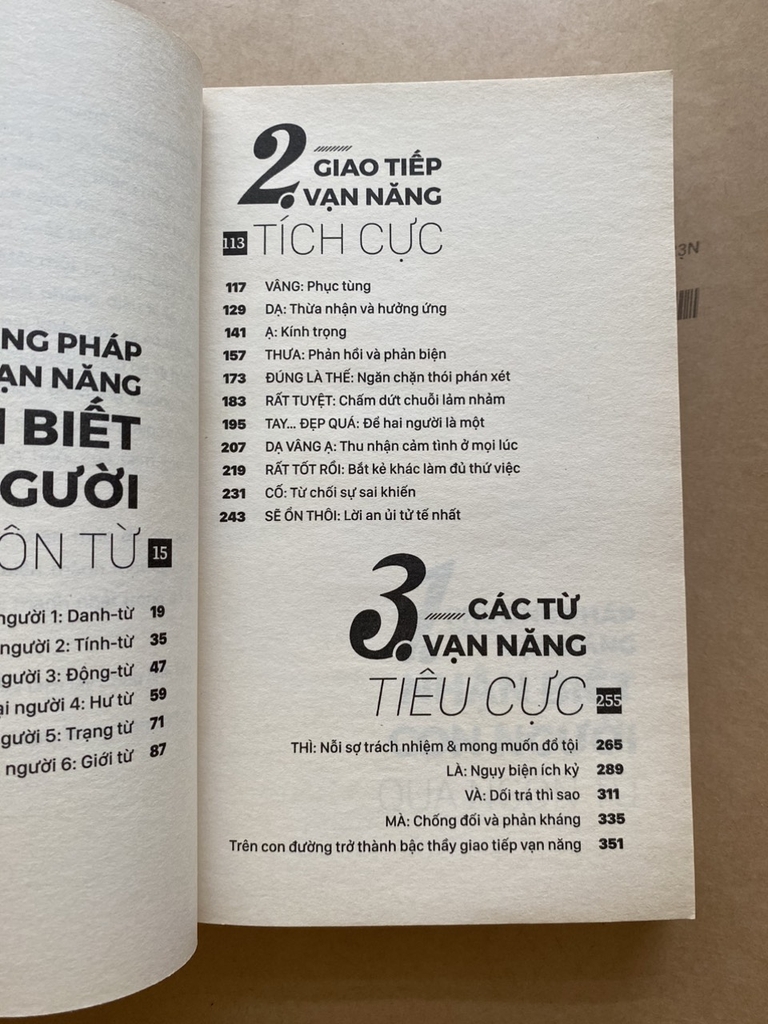 NG PHÁP
ẠN NĂNG
BIẾT
GƯỜI
ÔN TỪ 15
người 1: Danh-từ 19
người 2: Tính-từ 35
gười 3: Động-từ 47
ại người 4: Hư từ 59
gười 5: Trạng từ 71
người 6: Giới từ 87
2. GIAO TIẾP
VẠN NĂNG
113 TÍCH CỰC
117 VÂNG: Phục tùng
129 DẠ: Thừa nhận và hưởng ứng
141 Ạ: Kính trọng
157 THƯA: Phản hồi và phản biện
173 ĐÚNG LÀ THẾ: Ngăn chặn thói phán xét
183 RẤT TUYỆT: Chấm dứt chuỗi lảm nhảm
195 TAY... ĐẸP QUÁ: Để hai người là một
207 DẠ VÂNG Ạ: Thu nhận cảm tình ở mọi lúc
219 RẤT TỐT RỒI: Bắt kẻ khác làm đủ thứ việc
231 CỐ: Từ chối sự sai khiến
243 SẼ ỔN THÔI: Lời an ủi tử tế nhất
3. CÁC TỪ
VẠN NĂNG
TIÊU CỰC 255
THÌ: Nỗi sợ trách nhiệm & mong muốn đổ tội 265
LÀ: Ngụy biện ích kỷ 289
VÀ: Dối trá thì sao 311
MÀ: Chống đối và phản kháng 335
Trên con đường trở thành bậc thầy giao tiếp vạn năng 351